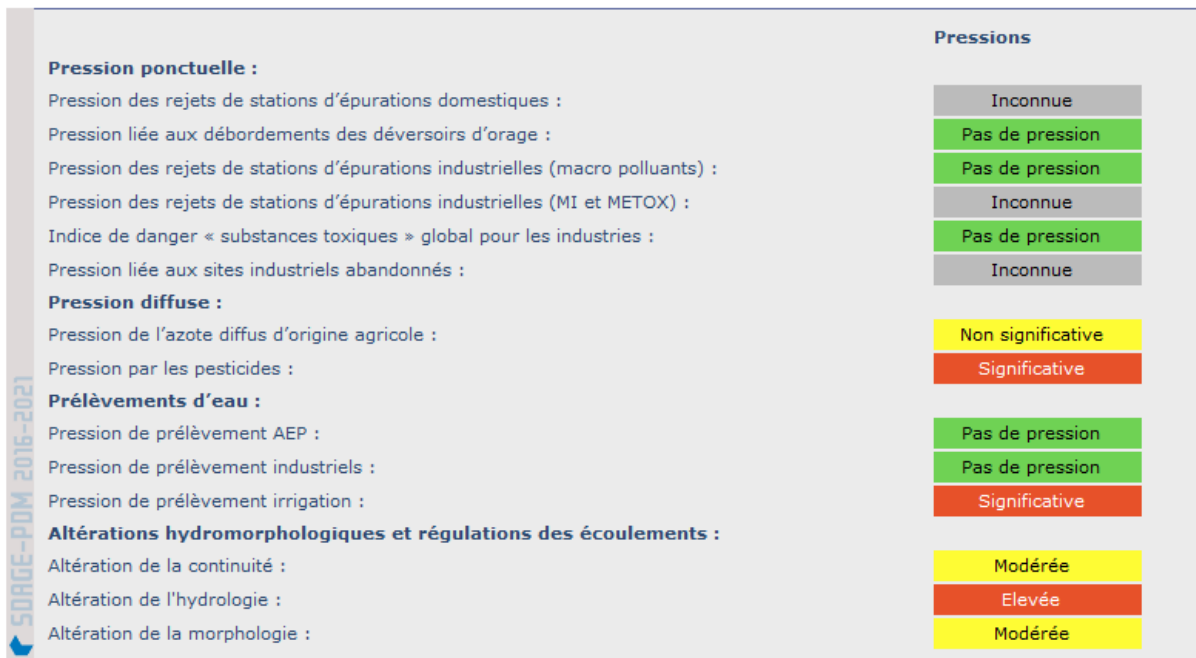 Pressions
Pression ponctuelle :
Pression des rejets de stations d’épurations domestiques : Inconnue
Pression liée aux débordements des déversoirs d’orage : Pas de pression
Pression des rejets de stations d’épurations industrielles (macro polluants) : Pas de pression
Pression des rejets de stations d’épurations industrielles (MI et METOX) : Inconnue
Indice de danger « substances toxiques » global pour les industries : Pas de pression
Pression liée aux sites industriels abandonnés : Inconnue
Pression diffuse :
Pression de l’azote diffus d’origine agricole : Non significative
Pression par les pesticides : Significative
Prélèvements d’eau :
Pression de prélèvement AEP : Pas de pression
Pression de prélèvement industriels : Pas de pression
Pression de prélèvement irrigation : Significative
Altérations hydromorphologiques et régulations des écoulements :
Altération de la continuité : Modérée
Altération de l'hydrologie : Elevée
Altération de la morphologie : Modérée
SDAGE-PDM 2016-2021